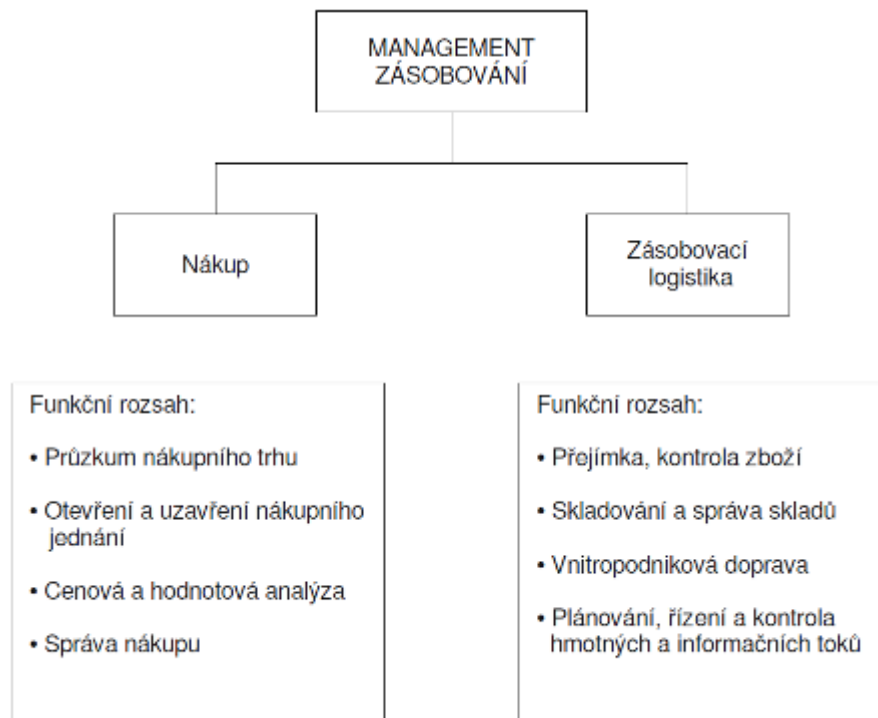 MANAGEMENT
ZÁSOBOVÁNÍ
Nákup
Zásobovací
logistika
Funkční rozsah:
• Průzkum nákupního trhu
• Otevření a uzavření nákupního
jednání
• Cenová a hodnotová analýza
• Správa nákupu
Funkční rozsah:
• Přejímka, kontrola zboží
• Skladování a správa skladů
• Vnitropodniková doprava
• Plánování, řízení a kontrola
hmotných a informačních toků